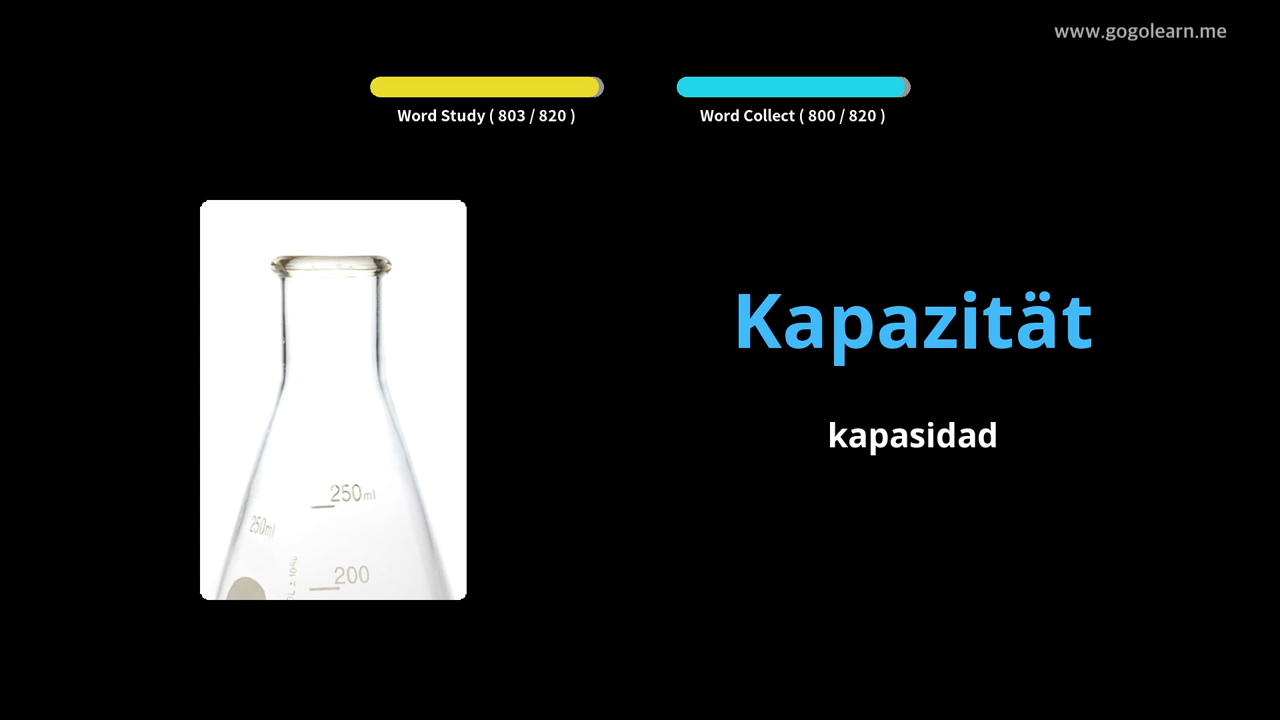 www.gogolearn.me
Word Study ( 803 / 820 )
Word Collect ( 800 / 820 )
Kapazität
kapasidad
250ml
250ml
200